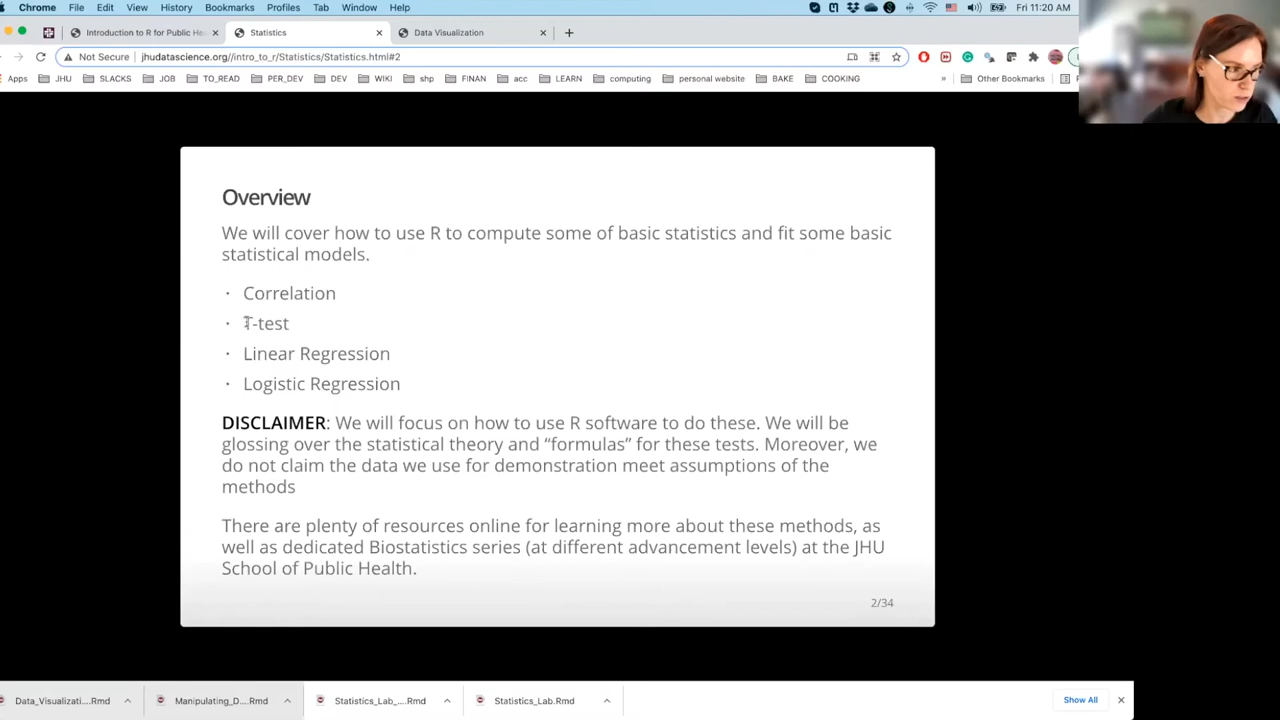 Chrome File Edit View History Bookmarks Profiles Tab Window Help Fri 11:20 AM
Introduction to R for Public He Statistics Data Visualization
Not Secure jhudatascience.org//intro_to_r/Statistics/Statistics.html#2
Apps JHU SLACKS JOB TO_READ PER_DEV DEV WIKI shp FINAN acc LEARN computing personal website BAKE COOKING » Other Bookmarks
Overview
We will cover how to use R to compute some of basic statistics and fit some basic
statistical models.
· Correlation
· T-test
· Linear Regression
· Logistic Regression
DISCLAIMER: We will focus on how to use R software to do these. We will be
glossing over the statistical theory and “formulas” for these tests. Moreover, we
do not claim the data we use for demonstration meet assumptions of the
methods
There are plenty of resources online for learning more about these methods, as
well as dedicated Biostatistics series (at different advancement levels) at the JHU
School of Public Health.
2/34
Data_Visualizati....Rmd Manipulating_D....Rmd Statistics_Lab_....Rmd Statistics_Lab.Rmd Show All